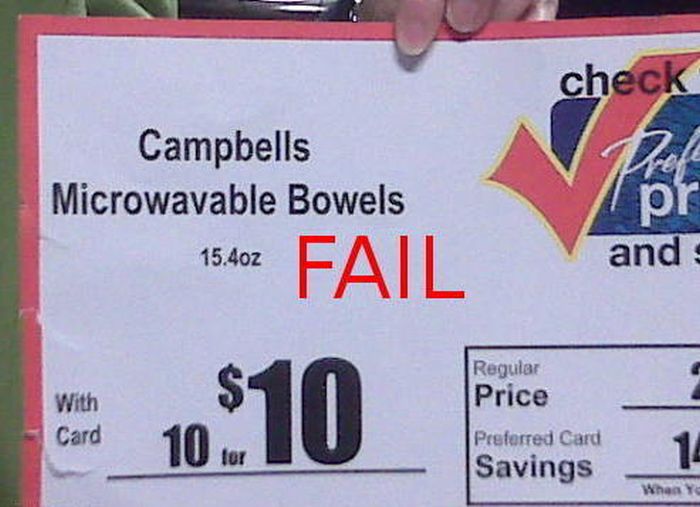 check
Campbells
Microwavable Bowels
15.4oz
FAIL
and
With
Card
10 for $10
Regular
Price
Preferred Card
Savings